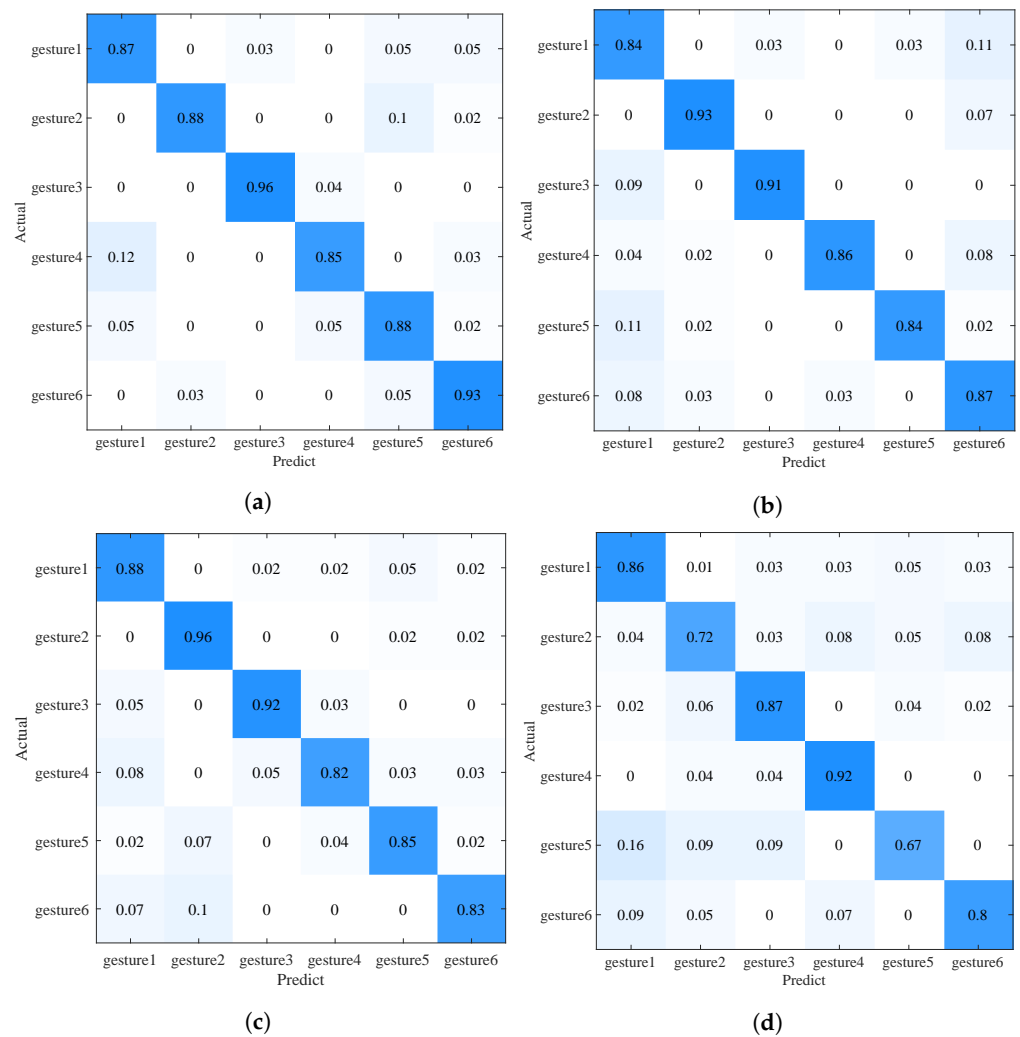 gesture1 0.87 0 0.03 0 0.05 0.05
gesture2 0 0.88 0 0 0.1 0.02
gesture3 0 0 0.96 0.04 0 0
Actual
gesture4 0.12 0 0 0.85 0 0.03
gesture5 0.05 0 0 0.05 0.88 0.02
gesture6 0 0.03 0 0 0.05 0.93
gesture1 gesture2 gesture3 gesture4 gesture5 gesture6
Predict
(a)
gesture1 0.84 0 0.03 0 0.03 0.11
gesture2 0 0.93 0 0 0 0.07
gesture3 0.09 0 0.91 0 0 0
Actual
gesture4 0.04 0.02 0 0.86 0 0.08
gesture5 0.11 0.02 0 0 0.84 0.02
gesture6 0.08 0.03 0 0.03 0 0.87
gesture1 gesture2 gesture3 gesture4 gesture5 gesture6
Predict
(b)
gesture1 0.88 0 0.02 0.02 0.05 0.02
gesture2 0 0.96 0 0 0.02 0.02
gesture3 0.05 0 0.92 0.03 0 0
Actual
gesture4 0.08 0 0.05 0.82 0.03 0.03
gesture5 0.02 0.07 0 0.04 0.85 0.02
gesture6 0.07 0.1 0 0 0 0.83
gesture1 gesture2 gesture3 gesture4 gesture5 gesture6
Predict
(c)
gesture1 0.86 0.01 0.03 0.03 0.05 0.03
gesture2 0.04 0.72 0.03 0.08 0.05 0.08
gesture3 0.02 0.06 0.87 0 0.04 0.02
Actual
gesture4 0 0.04 0.04 0.92 0 0
gesture5 0.16 0.09 0.09 0 0.67 0
gesture6 0.09 0.05 0 0.07 0 0.8
gesture1 gesture2 gesture3 gesture4 gesture5 gesture6
Predict
(d)